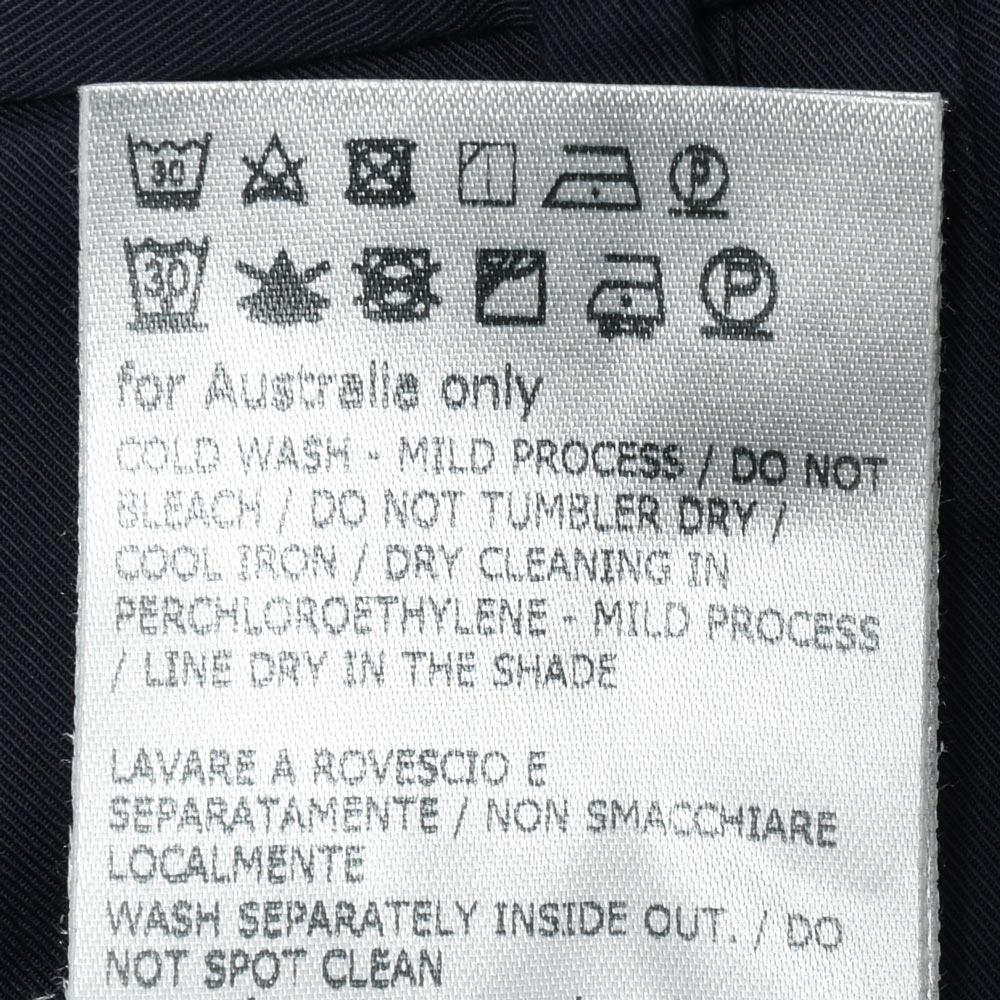 30 P
30 P
for Australia only
COLD WASH - MILD PROCESS / DO NOT
BLEACH / DO NOT TUMBLER DRY /
COOL IRON / DRY CLEANING IN
PERCHLOROETHYLENE - MILD PROCESS
/ LINE DRY IN THE SHADE
LAVARE A ROVESCIO E
SEPARATAMENTE / NON SMACCHIARE
LOCALMENTE
WASH SEPARATELY INSIDE OUT. / DO
NOT SPOT CLEAN